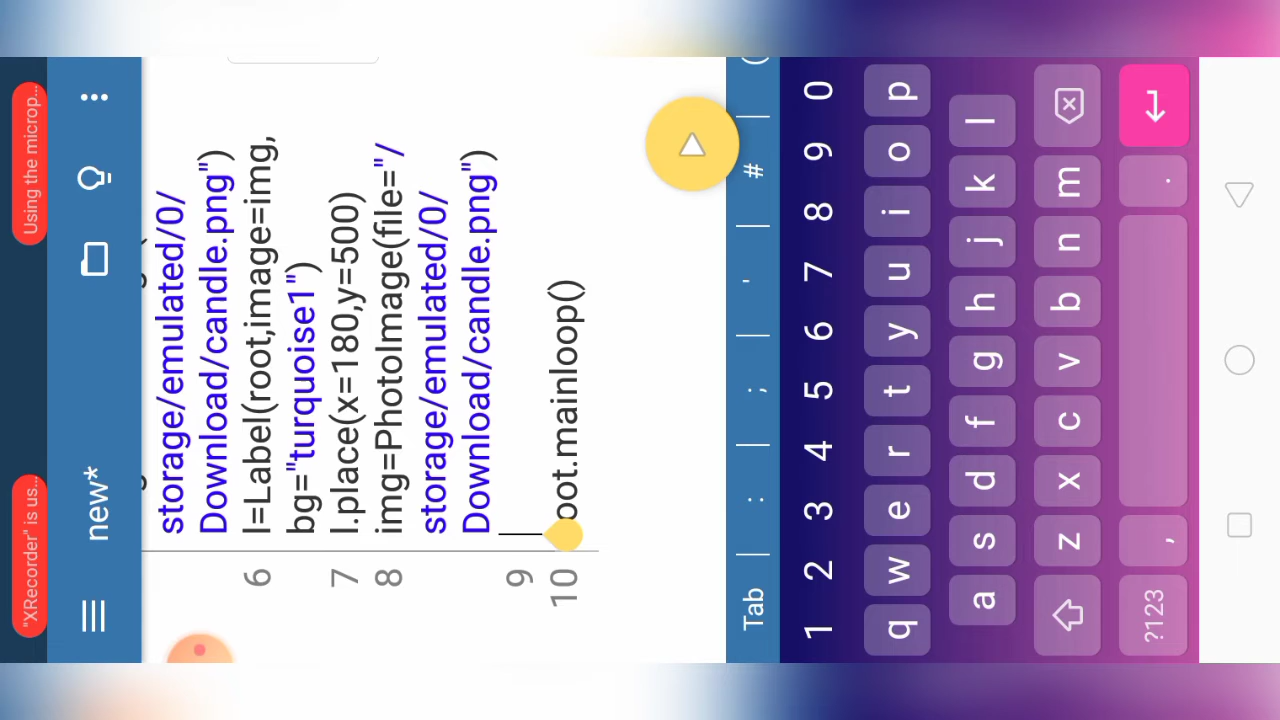 "XRecorder" is us...
Using the microp...
new*
storage/emulated/0/
Download/candle.png")
6 l=Label(root,image=img,
bg="turquoise1")
7 l.place(x=180,y=500)
8 img=PhotoImage(file="/
storage/emulated/0/
Download/candle.png")
9
10 oot.mainloop()
Tab : ; ' # (
1 2 3 4 5 6 7 8 9 0
q w e r t y u i o p
a s d f g h j k l
z x c v b n m
?123 , .